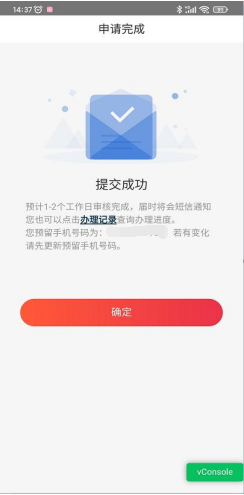 14:37
申请完成
提交成功
预计1-2个工作日审核完成，届时将会短信通知
您也可以点击办理记录查询办理进度。
您预留手机号码为： 若有变化
请先更新预留手机号码。
确定
vConsole